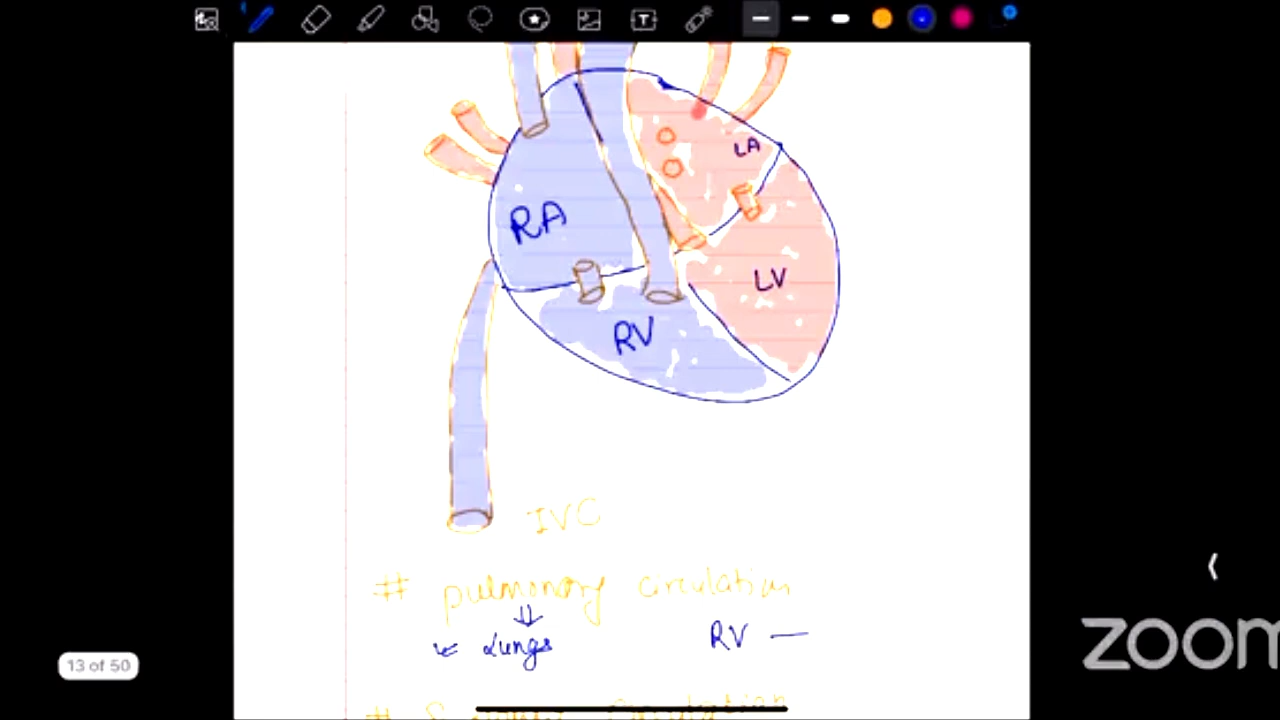 LA
RA
LV
RV
IVC
# pulmonary circulation
⇓
Lungs RV —
13 of 50
zoom